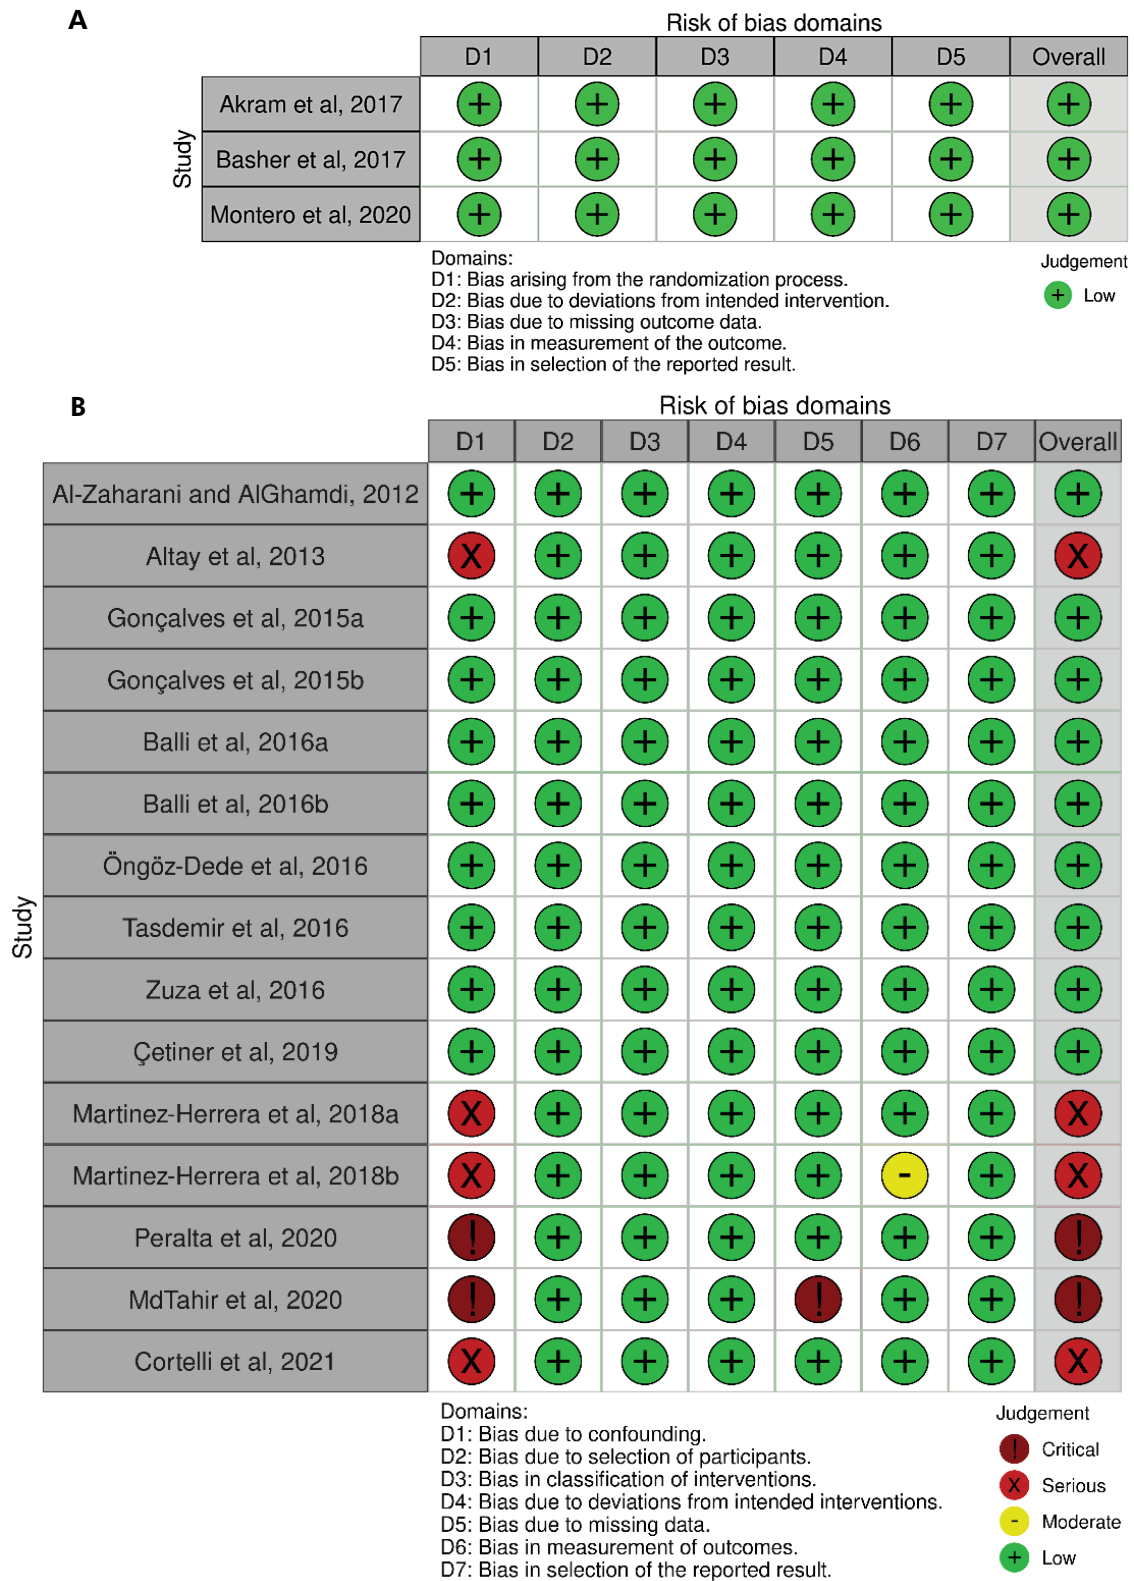 A
Risk of bias domains
D1 D2 D3 D4 D5 Overall
Study
Akram et al, 2017 + + + + + +
Basher et al, 2017 + + + + + +
Montero et al, 2020 + + + + + +
Domains:
D1: Bias arising from the randomization process.
D2: Bias due to deviations from intended intervention.
D3: Bias due to missing outcome data.
D4: Bias in measurement of the outcome.
D5: Bias in selection of the reported result.
Judgement
+ Low
B
Risk of bias domains
D1 D2 D3 D4 D5 D6 D7 Overall
Study
Al-Zaharani and AlGhamdi, 2012 + + + + + + + +
Altay et al, 2013 X + + + + + + X
Gonçalves et al, 2015a + + + + + + + +
Gonçalves et al, 2015b + + + + + + + +
Balli et al, 2016a + + + + + + + +
Balli et al, 2016b + + + + + + + +
Öngöz-Dede et al, 2016 + + + + + + + +
Tasdemir et al, 2016 + + + + + + + +
Zuza et al, 2016 + + + + + + + +
Çetiner et al, 2019 + + + + + + + +
Martinez-Herrera et al, 2018a X + + + + + + X
Martinez-Herrera et al, 2018b X + + + + - + X
Peralta et al, 2020 ! + + + + + + !
MdTahir et al, 2020 ! + + + ! + + !
Cortelli et al, 2021 X + + + + + + X
Domains:
D1: Bias due to confounding.
D2: Bias due to selection of participants.
D3: Bias in classification of interventions.
D4: Bias due to deviations from intended interventions.
D5: Bias due to missing data.
D6: Bias in measurement of outcomes.
D7: Bias in selection of the reported result.
Judgement
! Critical
X Serious
- Moderate
+ Low